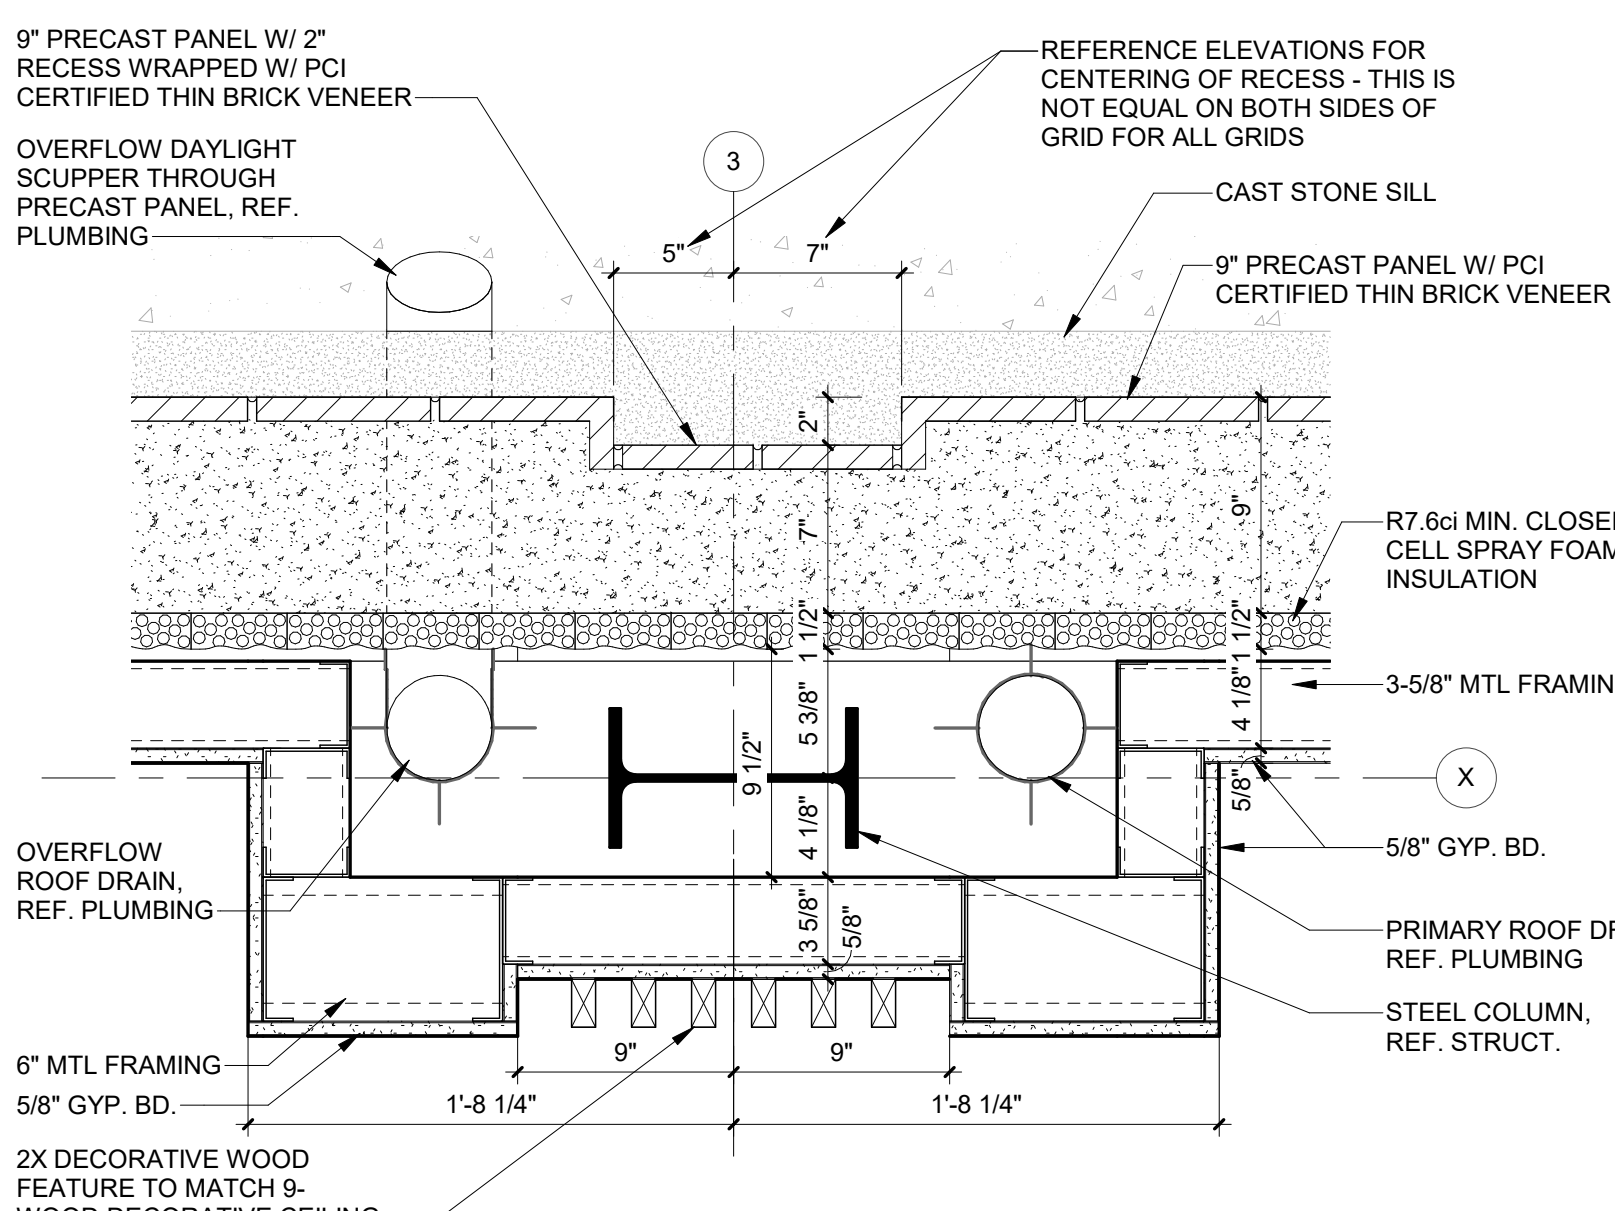 9" PRECAST PANEL W/ 2"
RECESS WRAPPED W/ PCI
CERTIFIED THIN BRICK VENEER
OVERFLOW DAYLIGHT
SCUPPER THROUGH
PRECAST PANEL, REF.
PLUMBING
3
REFERENCE ELEVATIONS FOR
CENTERING OF RECESS - THIS IS
NOT EQUAL ON BOTH SIDES OF
GRID FOR ALL GRIDS
CAST STONE SILL
5"
7"
9" PRECAST PANEL W/ PCI
CERTIFIED THIN BRICK VENEER
2"
7"
1 1/2"
5 3/8"
4 1/8"
3 5/8"
5/8"
9 1/2"
9"
1 1/2"
4 1/8"
5/8"
R7.6ci MIN. CLOSE
CELL SPRAY FOAM
INSULATION
3-5/8" MTL FRAMIN
X
5/8" GYP. BD.
PRIMARY ROOF DR
REF. PLUMBING
STEEL COLUMN,
REF. STRUCT.
OVERFLOW
ROOF DRAIN,
REF. PLUMBING
6" MTL FRAMING
5/8" GYP. BD.
9"
9"
1'-8 1/4"
1'-8 1/4"
2X DECORATIVE WOOD
FEATURE TO MATCH 9-
WOOD DECORATIVE CEILING